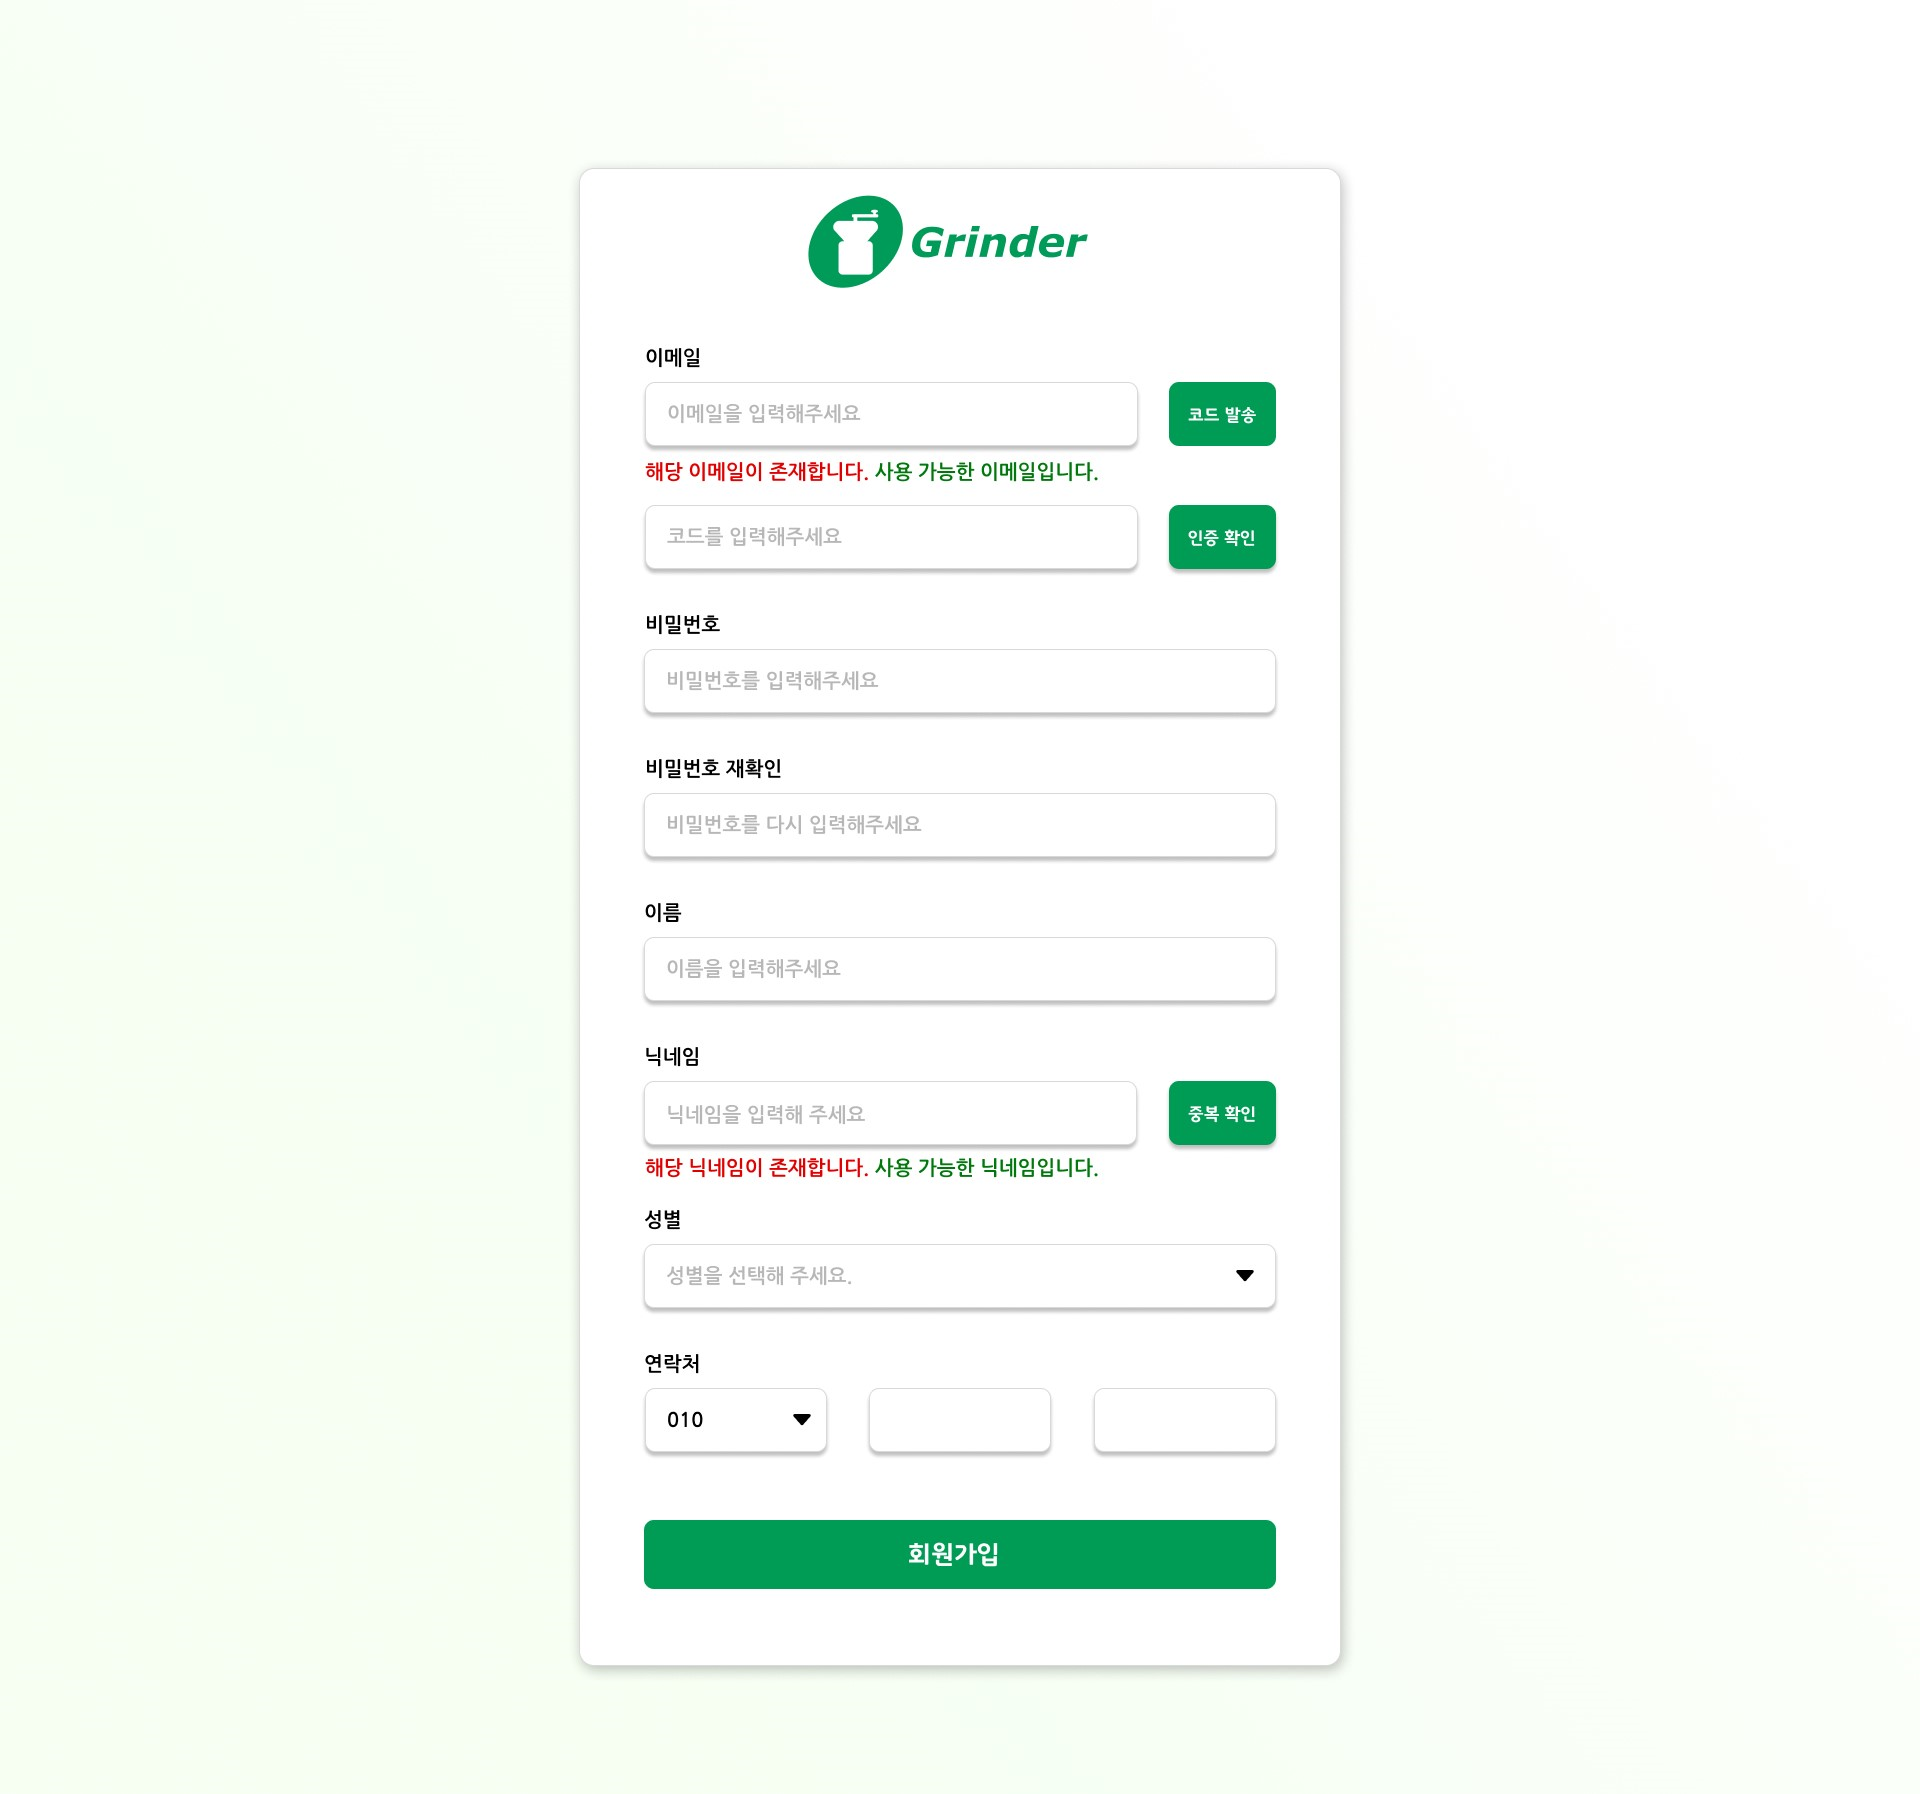 Grinder
이메일
이메일을 입력해주세요
코드 발송
해당 이메일이 존재합니다. 사용 가능한 이메일입니다.
코드를 입력해주세요
인증 확인
비밀번호
비밀번호를 입력해주세요
비밀번호 재확인
비밀번호를 다시 입력해주세요
이름
이름을 입력해주세요
닉네임
닉네임을 입력해 주세요
중복 확인
해당 닉네임이 존재합니다. 사용 가능한 닉네임입니다.
성별
성별을 선택해 주세요.
연락처
010
회원가입